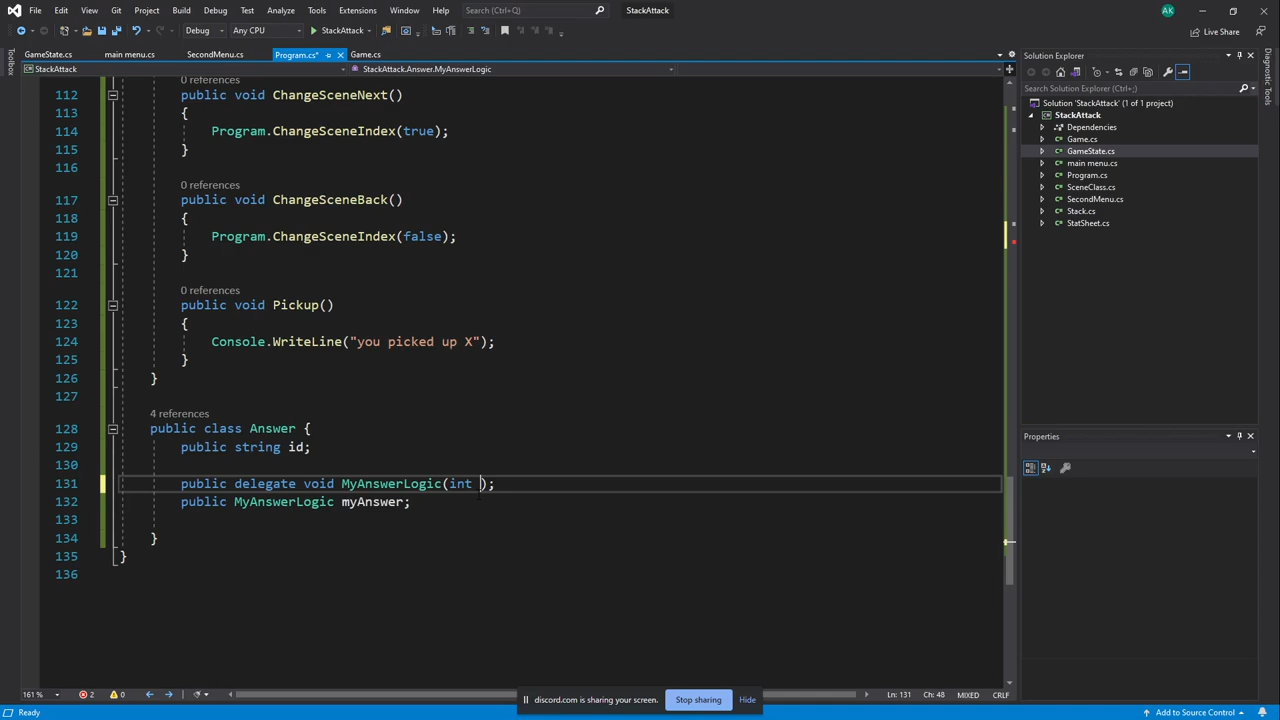 File Edit View Git Project Build Debug Test Analyze Tools Extensions Window Help Search (Ctrl+Q) StackAttack AK
Debug Any CPU StackAttack Live Share
GameState.cs main menu.cs SecondMenu.cs Program.cs* Game.cs
StackAttack StackAttack.Answer.MyAnswerLogic
Toolbox
0 references
112 public void ChangeSceneNext()
113 {
114 Program.ChangeSceneIndex(true);
115 }
116
0 references
117 public void ChangeSceneBack()
118 {
119 Program.ChangeSceneIndex(false);
120 }
121
0 references
122 public void Pickup()
123 {
124 Console.WriteLine("you picked up X");
125 }
126 }
127
4 references
128 public class Answer {
129 public string id;
130
131 public delegate void MyAnswerLogic(int );
132 public MyAnswerLogic myAnswer;
133
134 }
135 }
136
Solution Explorer
Search Solution Explorer (Ctrl+;)
Solution 'StackAttack' (1 of 1 project)
StackAttack
Dependencies
Game.cs
GameState.cs
main menu.cs
Program.cs
SceneClass.cs
SecondMenu.cs
Stack.cs
StatSheet.cs
Properties
Diagnostic Tools
161 % 2 0 Ln: 131 Ch: 48 MIXED CRLF
discord.com is sharing your screen. Stop sharing Hide
Ready Add to Source Control